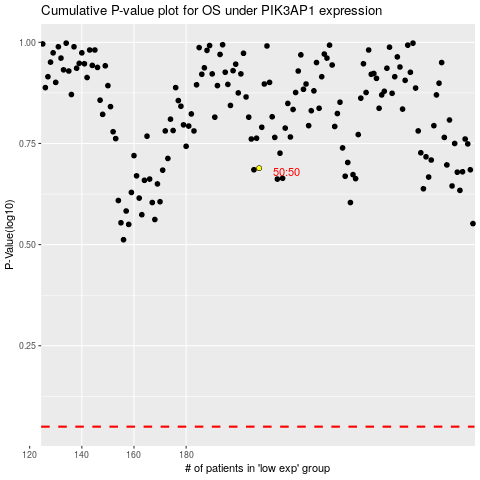 Cumulative P-value plot for OS under PIK3AP1 expression
P-Value(log10)
1.00
0.75
0.50
0.25
50:50
120 140 160 180
# of patients in 'low exp' group